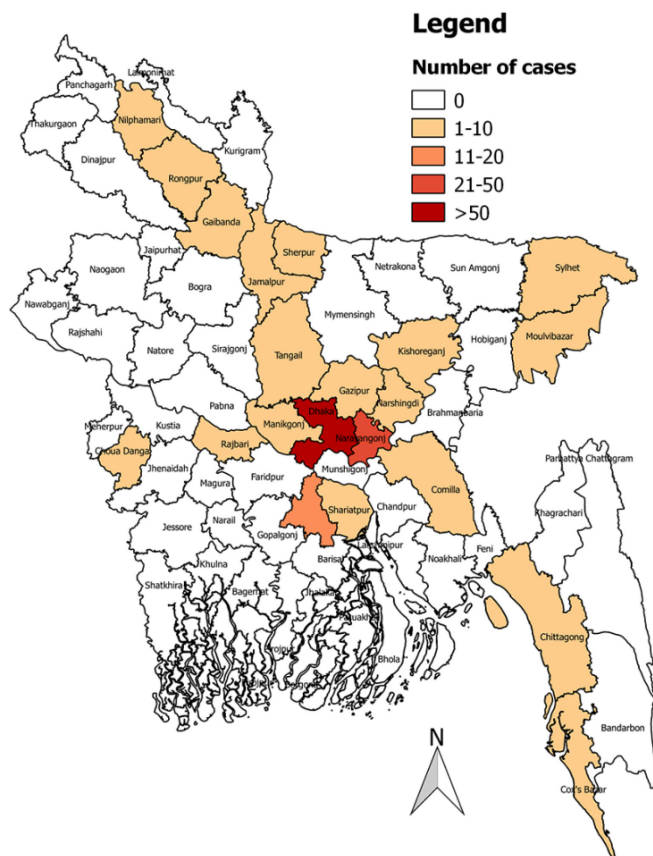 Legend
Number of cases
0
1-10
11-20
21-50
>50
Panchagarh
Thakurgaon
Nilphamari
Dinajpur
Kurigram
Rongpur
Gaibanda
Jaipurhat
Sherpur
Naogaon
Bogra
Jamalpur
Netrakona
Sun Amgonj
Sylhet
Nawabganj
Mymensingh
Moulvibazar
Rajshahi
Hobiganj
Natore
Sirajgonj
Tangail
Kishoreganj
Gazipur
Pabna
Narshingdi
Dhaka
Brahmanbaria
Meherpur
Kustia
Manikgonj
Narayangonj
Choua Danga
Rajbari
Parbattya Chattagram
Jhenaidah
Faridpur
Munshigonj
Magura
Comilla
Khagrachari
Jessore
Narail
Shariatpur
Chandpur
Gopalgonj
Feni
Khulna
Barisal
Noakhali
Shatkhira
Bagerhat
Chittagong
Bhola
Bandarbon
N
Cox's Bazar